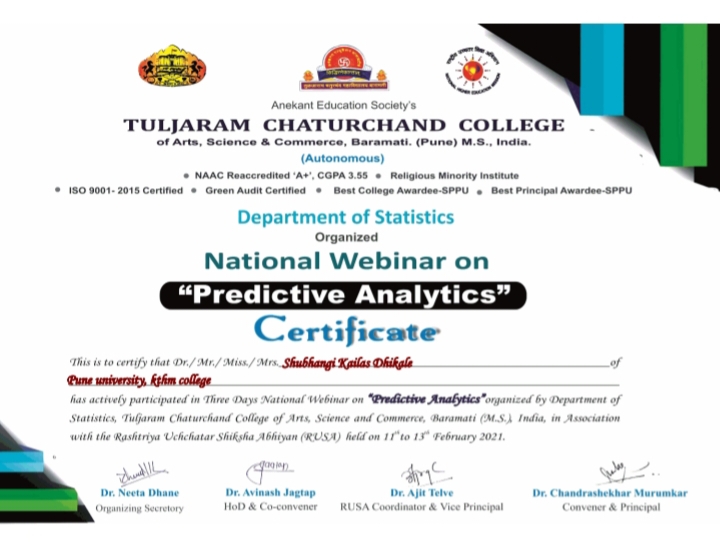 Anekant Education Society's
TULJARAM CHATURCHAND COLLEGE
of Arts, Science & Commerce, Baramati. (Pune) M.S., India.
(Autonomous)
• NAAC Reaccredited 'A+', CGPA 3.55 • Religious Minority Institute
• ISO 9001- 2015 Certified • Green Audit Certified • Best College Awardee-SPPU • Best Principal Awardee-SPPU
Department of Statistics
Organized
National Webinar on
"Predictive Analytics"
Certificate
This is to certify that Dr./ Mr./ Miss./ Mrs. Shubhangi Kailas Dhikale of
Pune university, kthm college
has actively participated in Three Days National Webinar on "Predictive Analytics" organized by Department of
Statistics, Tuljaram Chaturchand College of Arts, Science and Commerce, Baramati (M.S.), India, in Association
with the Rashtriya Uchchatar Shiksha Abhiyan (RUSA) held on 11th to 13th February 2021.
Dr. Neeta Dhane Dr. Avinash Jagtap Dr. Ajit Telve Dr. Chandrashekhar Murumkar
Organizing Secretary HoD & Co-convener RUSA Coordinator & Vice Principal Convener & Principal